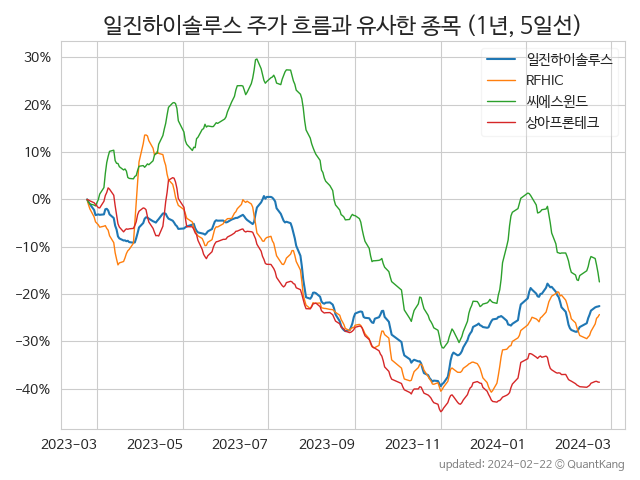 일진하이솔루스 주가 흐름과 유사한 종목 (1년, 5일선)
일진하이솔루스
RFHIC
씨에스윈드
상아프론테크
30%
20%
10%
0%
−10%
−20%
−30%
−40%
2023-03 2023-05 2023-07 2023-09 2023-11 2024-01 2024-03
updated: 2024-02-22 © QuantKang